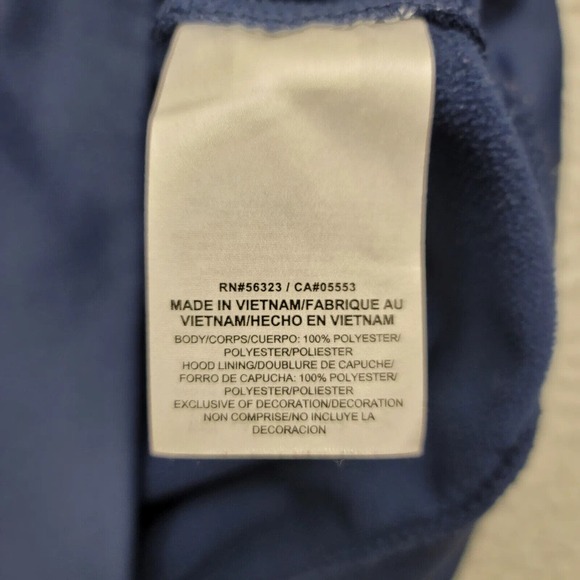 RN#56323 / CA#05553
MADE IN VIETNAM/FABRIQUE AU
VIETNAM/HECHO EN VIETNAM
BODY/CORPS/CUERPO: 100% POLYESTER/
POLYESTER/POLIESTER
HOOD LINING/DOUBLURE DE CAPUCHE/
FORRO DE CAPUCHA: 100% POLYESTER/
POLYESTER/POLIESTER
EXCLUSIVE OF DECORATION/DECORATION
NON COMPRISE/NO INCLUYE LA
DECORACION